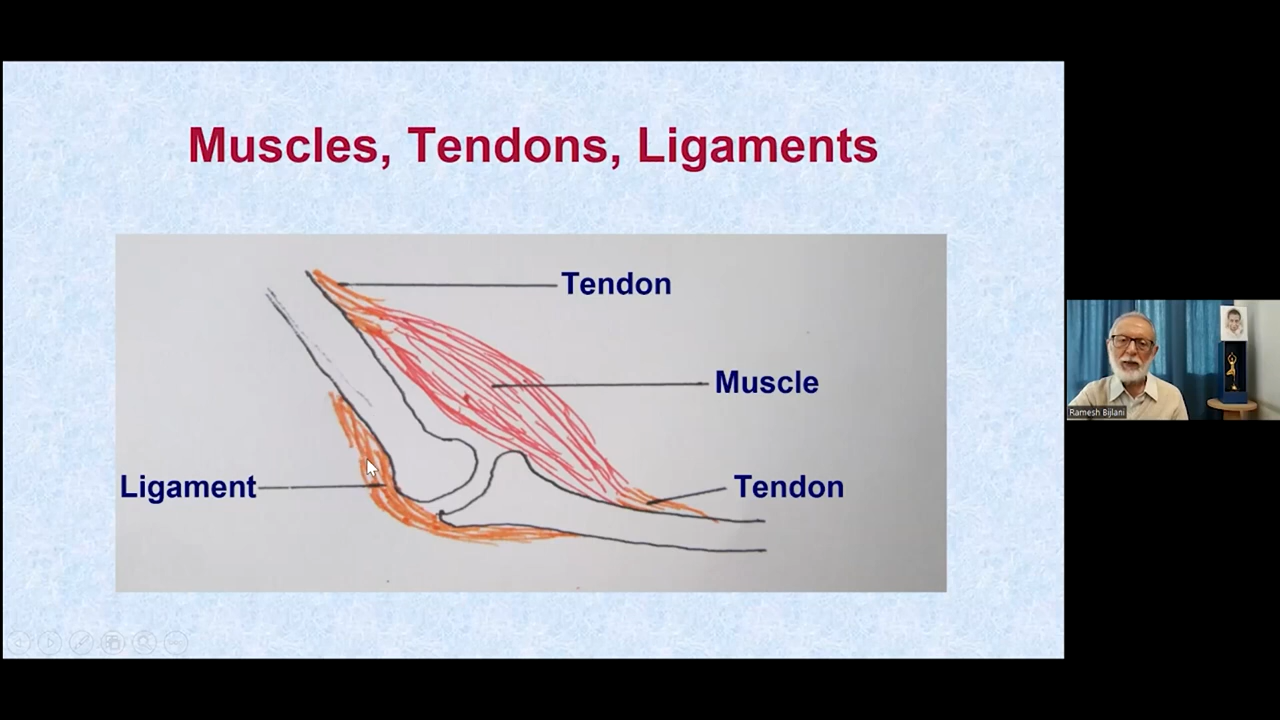 Muscles, Tendons, Ligaments
Tendon
Muscle
Ligament
Tendon
Ramesh Bijlani